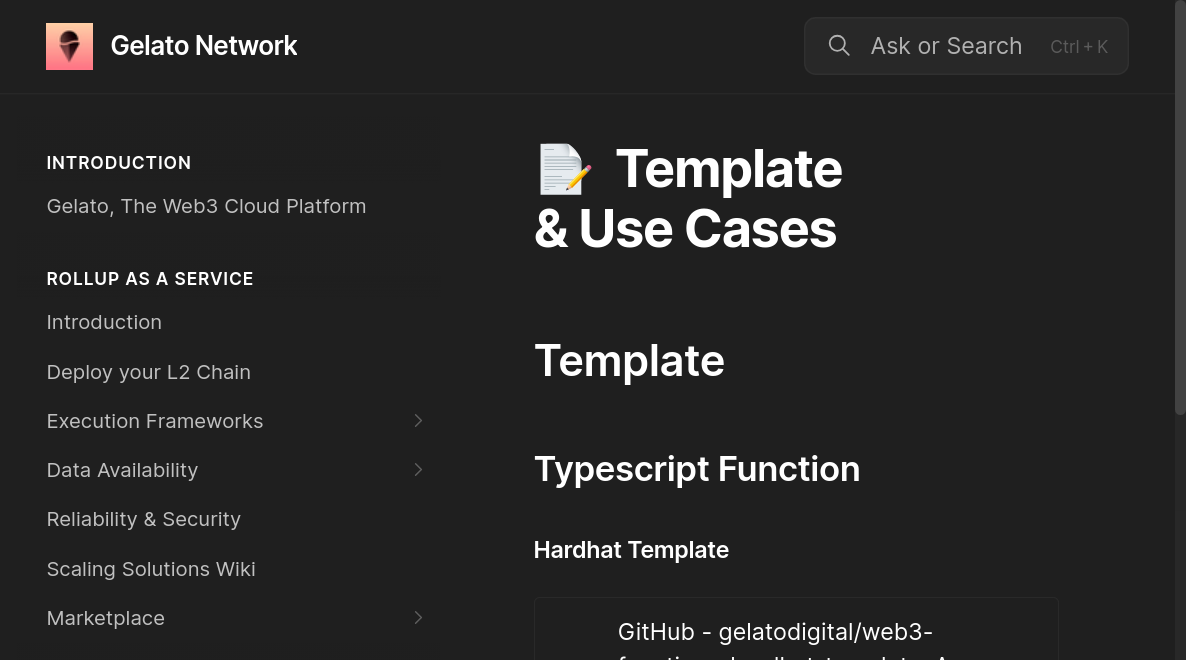 Gelato Network
Ask or Search Ctrl + K
INTRODUCTION
Gelato, The Web3 Cloud Platform
ROLLUP AS A SERVICE
Introduction
Deploy your L2 Chain
Execution Frameworks
Data Availability
Reliability & Security
Scaling Solutions Wiki
Marketplace
Template
& Use Cases
Template
Typescript Function
Hardhat Template
GitHub - gelatodigital/web3-